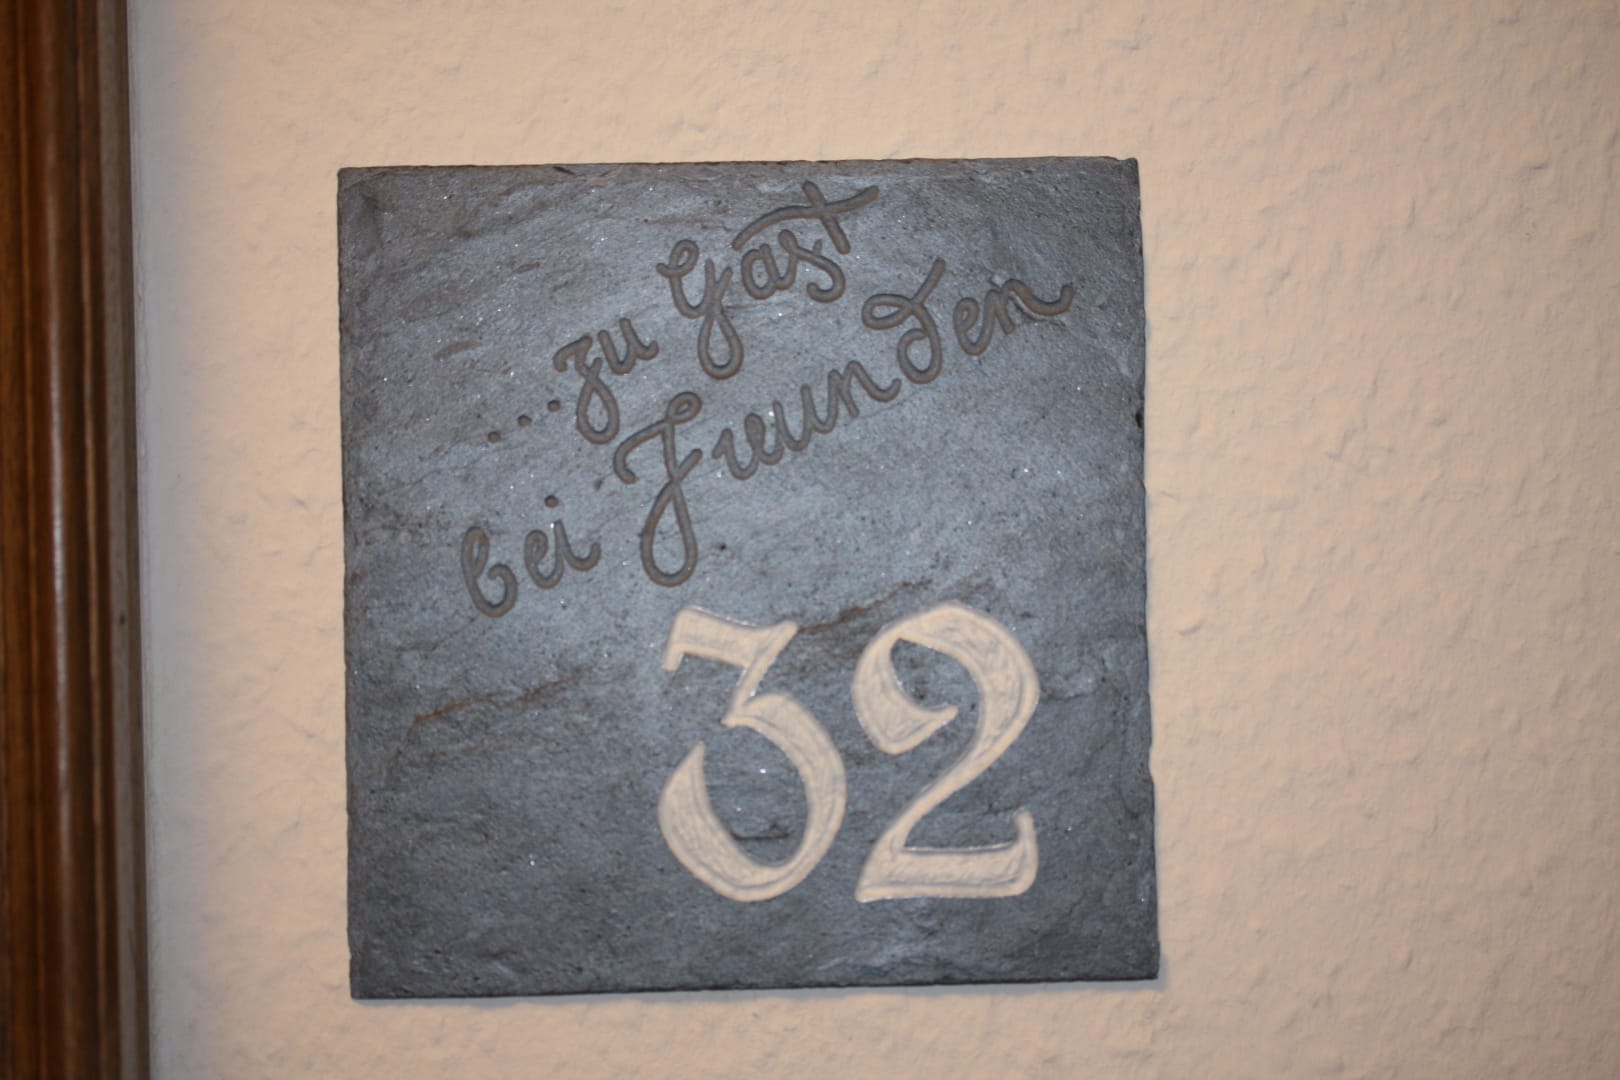 ...zu Gast
bei Freunden
32